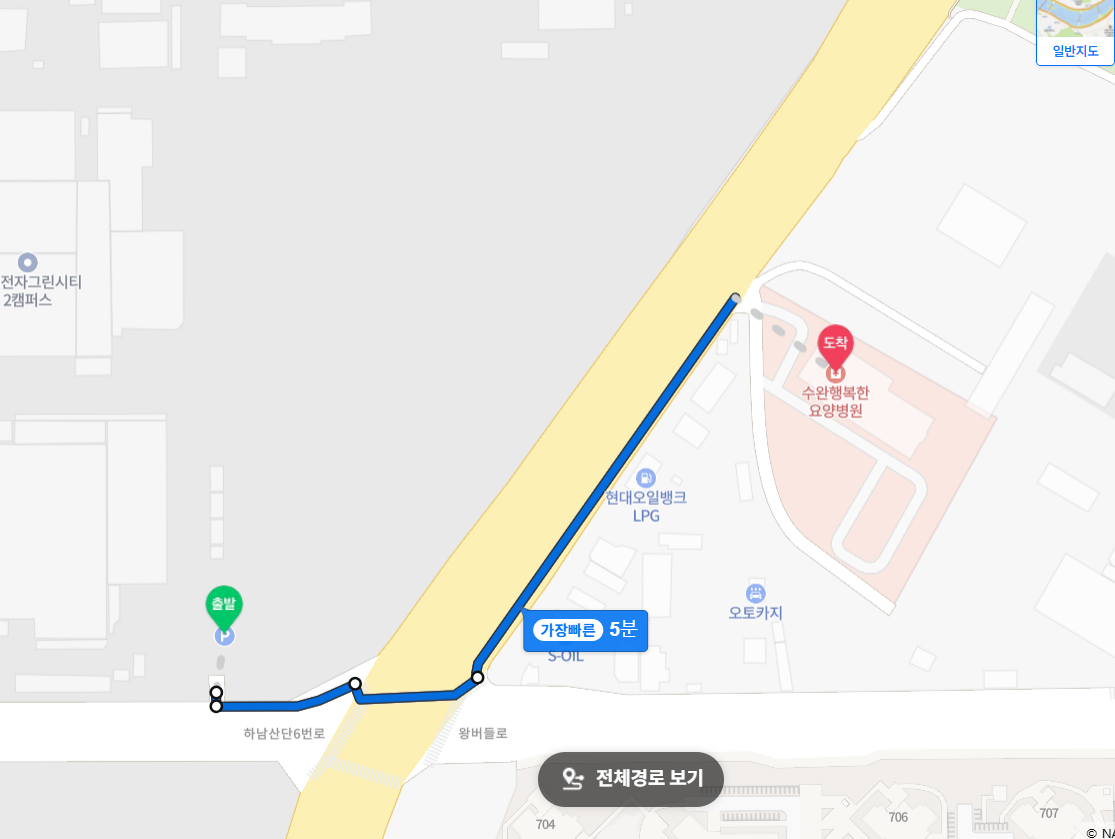 일반지도
전자그린시티
2캠퍼스
도착
수완행복한
요양병원
현대오일뱅크
LPG
출발
P
오토카지
가장빠른 5분
S-OIL
하남산단6번로
왕버들로
전체경로 보기
704
706
707
© NA